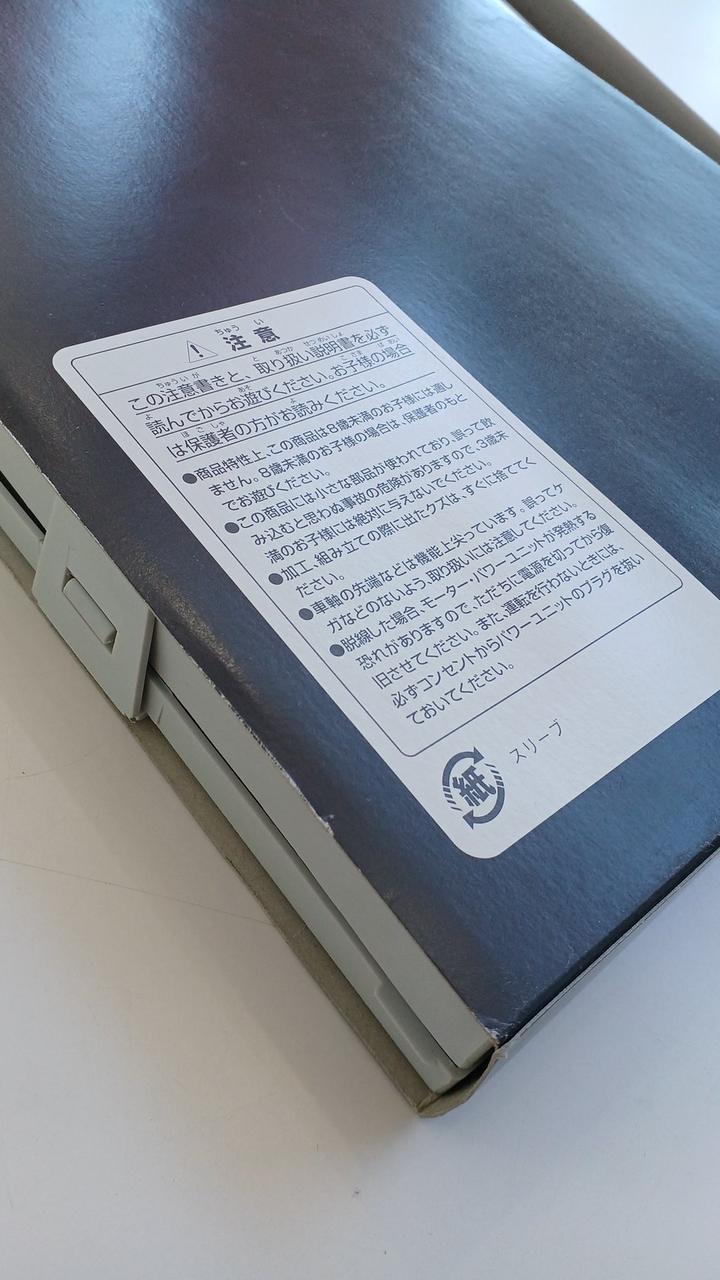 注意
この注意書きと、取り扱い説明書を必ず
読んでからお遊びください。お子様の場合
は保護者の方がお読みください。
●商品特性上、この商品は8歳未満のお子様には適し
ません。8歳未満のお子様の場合は、保護者のもと
でお遊びください。
●この商品には小さな部品が使われており、誤って飲
み込むと思わぬ事故の危険がありますので、3歳未
満のお子様には絶対に与えないでください。
●加工、組み立ての際に出たクズは、すぐに捨ててく
ださい。
●車軸の先端などは機能上尖っています。誤ってケ
ガなどのないよう、取り扱いには注意してください。
●脱線した場合、モーター・パワーユニットが発熱する
恐れがありますので、ただちに電源を切ってから復
旧させてください。また、運転を行わないときには、
必ずコンセントからパワーユニットのプラグを抜い
ておいてください。
紙 スリーブ